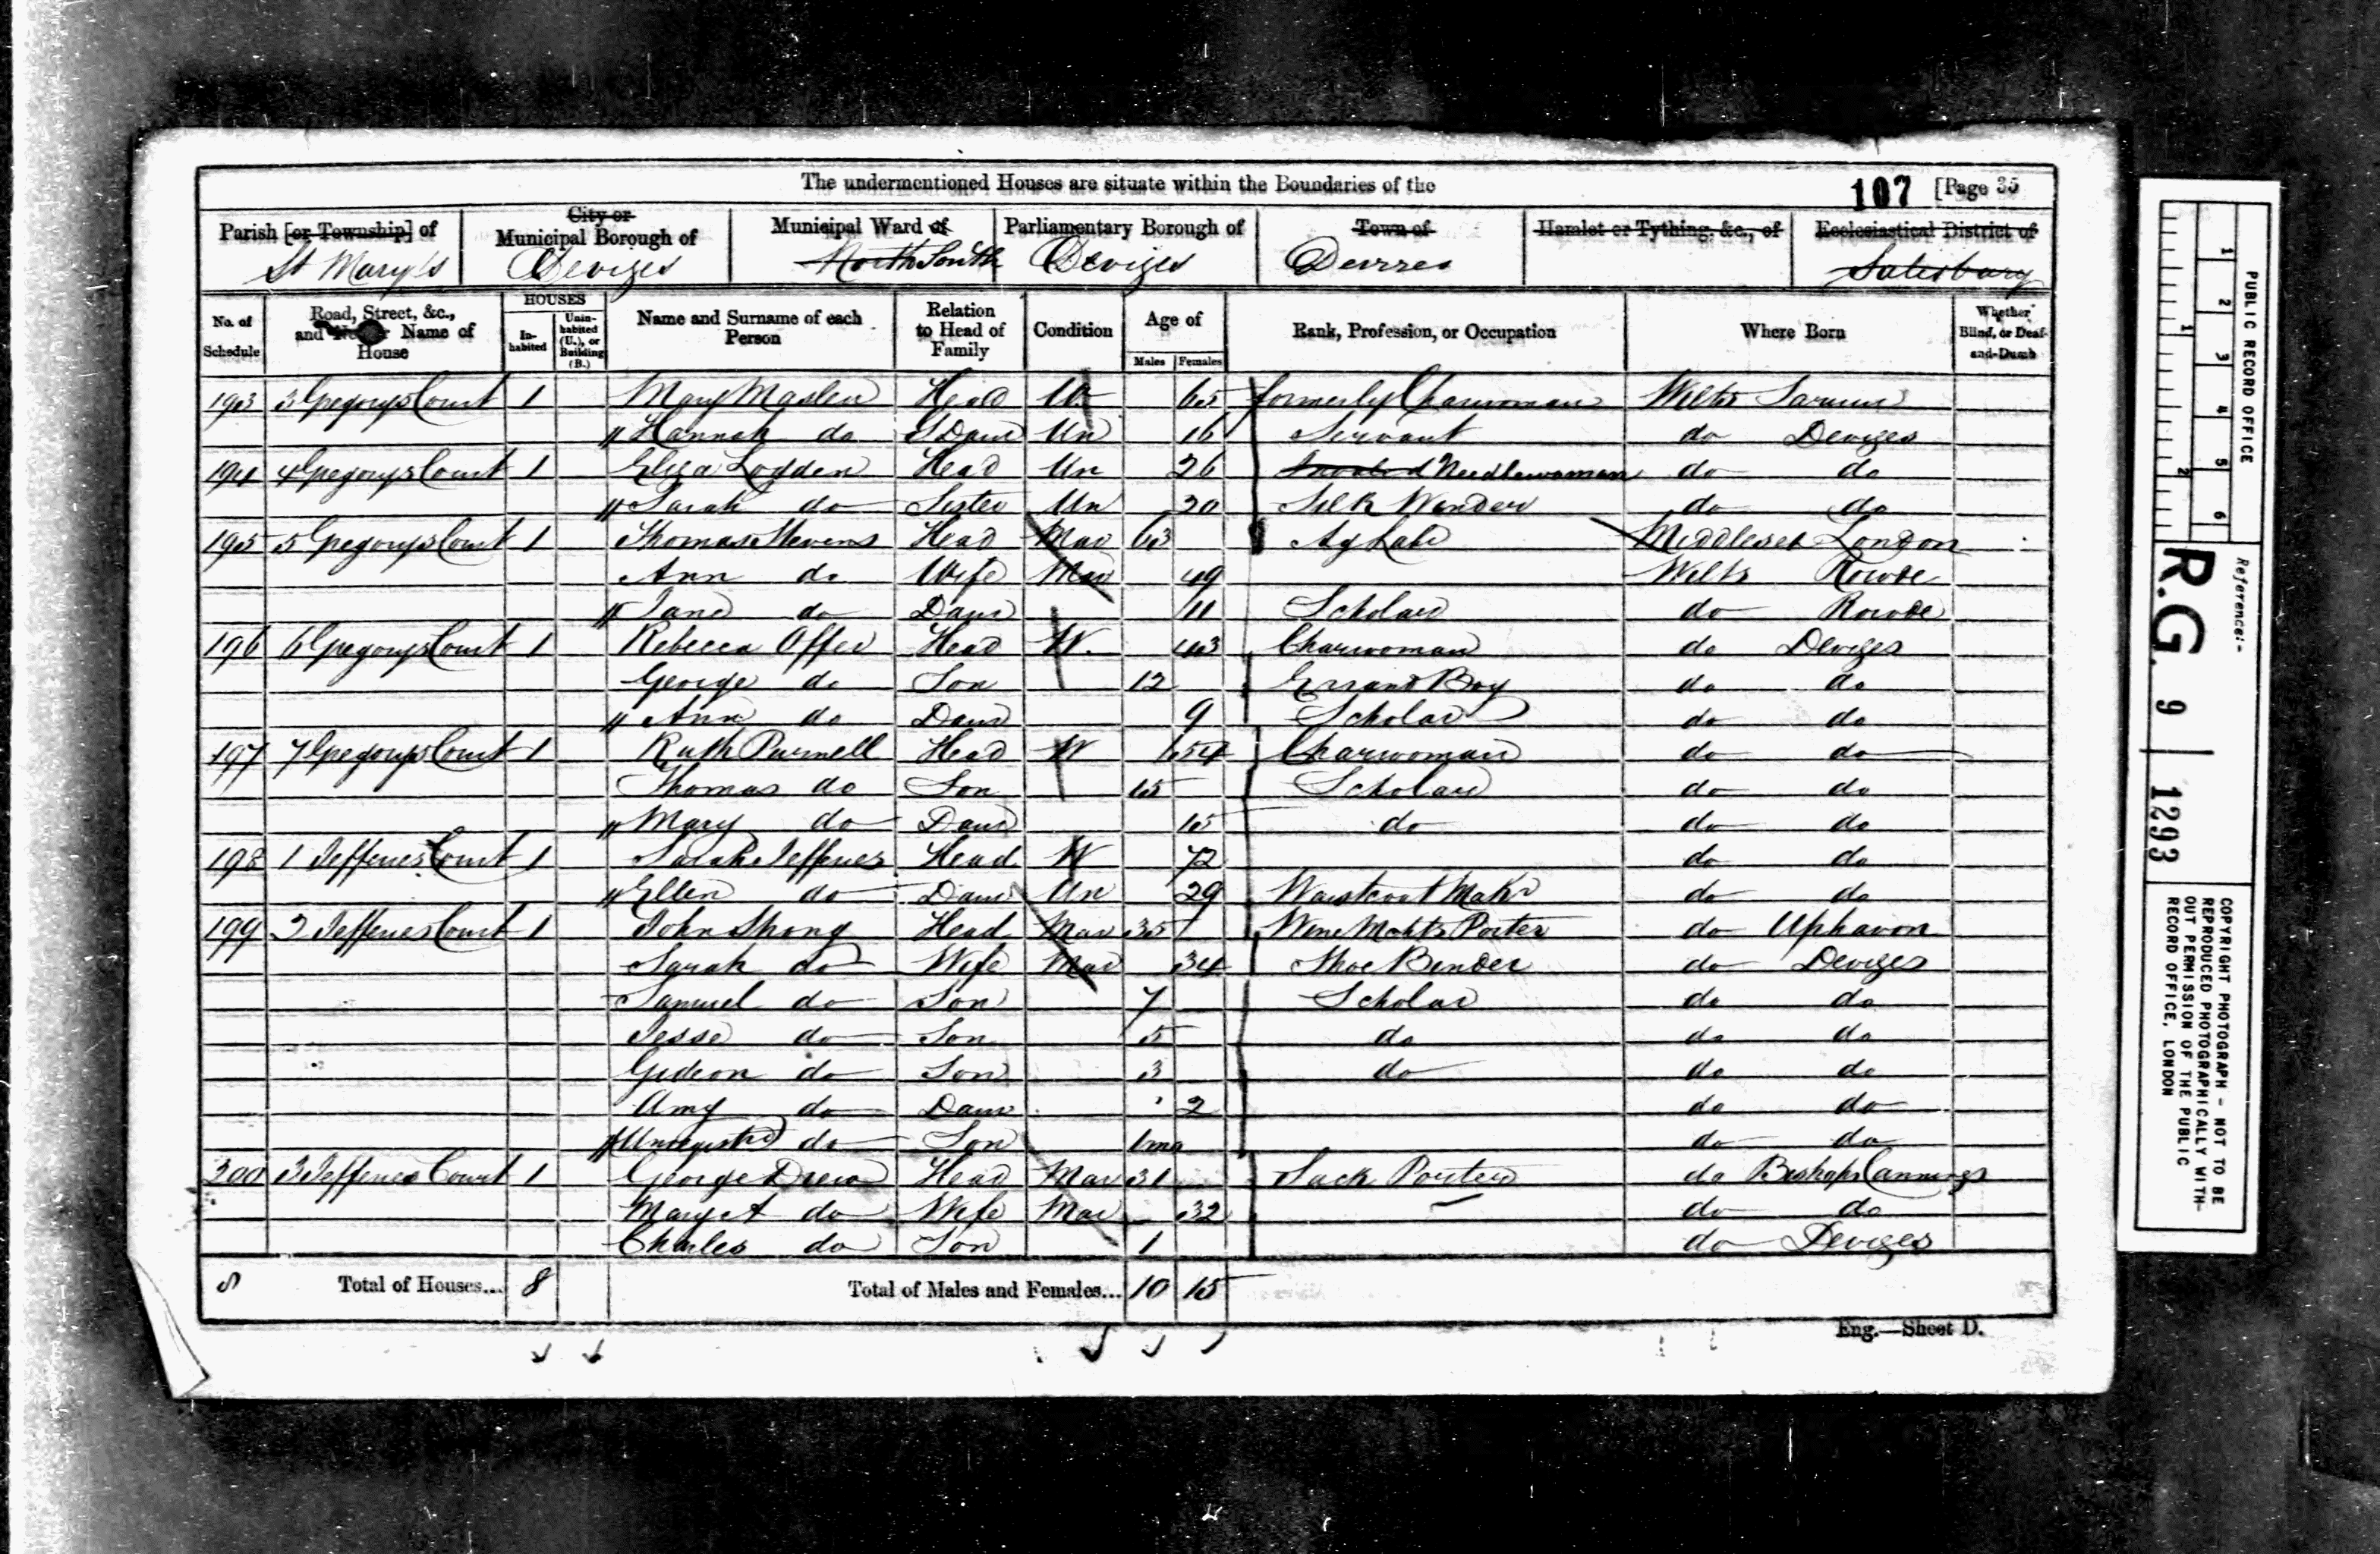 The undermentioned Houses are situate within the Boundaries of the
107 [Page 35
Parish [or Township] of St Mary's
City or Municipal Borough of Devizes
Municipal Ward of North South
Parliamentary Borough of Devizes
Town of Devizes
Hamlet or Tything, &c., of
Ecclesiastical District of Salisbury
No. of Schedule
Road, Street, &c., and No. or Name of House
HOUSES
Inhabited
Uninhabited (U.), or Building (B.)
Name and Surname of each Person
Relation to Head of Family
Condition
Age of
Males Females
Rank, Profession, or Occupation
Where Born
Whether Blind, or Deaf-and-Dumb
193 3 Gregorys Court 1 Mary Maslen Head 65 formerly Charwoman Wilts Sarum
" Hannah do Daur Un 16 Servant do Devizes
194 4 Gregorys Court 1 Eliza Lodden Head Un 26 Needlewoman do do
" Sarah do Sister Un 20 Silk Winder do do
195 5 Gregorys Court 1 Thomas Stevens Head Mar 63 Ag Lab Middlesex London
Ann do Wife Mar 49 Wilts Rowde
" Jane do Daur 11 Scholar do Rowde
196 6 Gregorys Court 1 Rebecca Offer Head W. 43 Charwoman do Devizes
George do Son 12 Errand Boy do do
" Ann do Daur 9 Scholar do do
197 7 Gregorys Court 1 Ruth Purnell Head W 54 Charwoman do do
Thomas do Son 15 Scholar do do
" Mary do Daur 15 do do do
198 1 Jefferies Court 1 Sarah Jefferies Head W 72 do do
" Ellen do Daur Un 29 Waistcoat Makr do do
199 2 Jefferies Court 1 John Strong Head Mar 35 Wine Mchts Porter do Uphavon
Sarah do Wife Mar 34 Shoe Binder do Devizes
Samuel do Son 7 Scholar do do
Jesse do Son 5 do do do
Gideon do Son 3 do do do
Amy do Daur 2 do do
" Unregistrd do Son 1 mo do do
200 3 Jefferies Court 1 George Drew Head Mar 31 Sack Porter do Bishops Cannings
Margt do Wife Mar 32 do do
Charles do Son 1 do Devizes
8 Total of Houses... 8 Total of Males and Females... 10 15
Eng.—Sheet D.
PUBLIC RECORD OFFICE
1 2 3 4 5 6
1 2
Reference:-
R.G. 9 1293
COPYRIGHT PHOTOGRAPH - NOT TO BE
REPRODUCED PHOTOGRAPHICALLY WITH-
OUT PERMISSION OF THE PUBLIC
RECORD OFFICE, LONDON